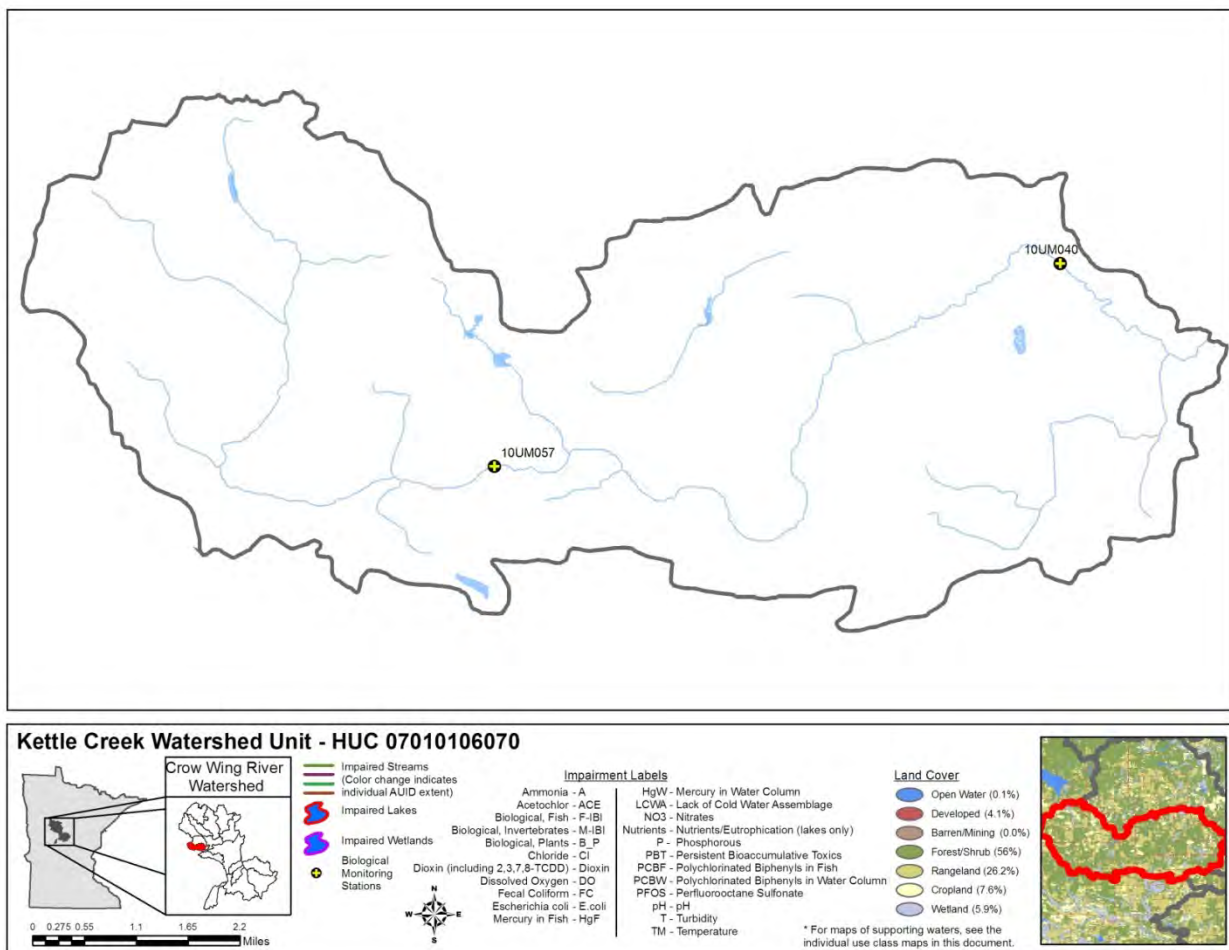 10UM040
10UM057
Kettle Creek Watershed Unit - HUC 07010106070
Crow Wing River
Watershed
0 0.275 0.55 1.1 1.65 2.2
Miles
Impaired Streams
(Color change indicates
individual AUID extent)
Impaired Lakes
Impaired Wetlands
Biological
Monitoring
Stations
N
W E
S
Impairment Labels
Ammonia - A
Acetochlor - ACE
Biological, Fish - F-IBI
Biological, Invertebrates - M-IBI
Biological, Plants - B_P
Chloride - Cl
Dioxin (including 2,3,7,8-TCDD) - Dioxin
Dissolved Oxygen - DO
Fecal Coliform - FC
Escherichia coli - E.coli
Mercury in Fish - HgF
HgW - Mercury in Water Column
LCWA - Lack of Cold Water Assemblage
NO3 - Nitrates
Nutrients - Nutrients/Eutrophication (lakes only)
P - Phosphorous
PBT - Persistent Bioaccumulative Toxics
PCBF - Polychlorinated Biphenyls in Fish
PCBW - Polychlorinated Biphenyls in Water Column
PFOS - Perfluorooctane Sulfonate
pH - pH
T - Turbidity
TM - Temperature
Land Cover
Open Water (0.1%)
Developed (4.1%)
Barren/Mining (0.0%)
Forest/Shrub (56%)
Rangeland (26.2%)
Cropland (7.6%)
Wetland (5.9%)
* For maps of supporting waters, see the
individual use class maps in this document.